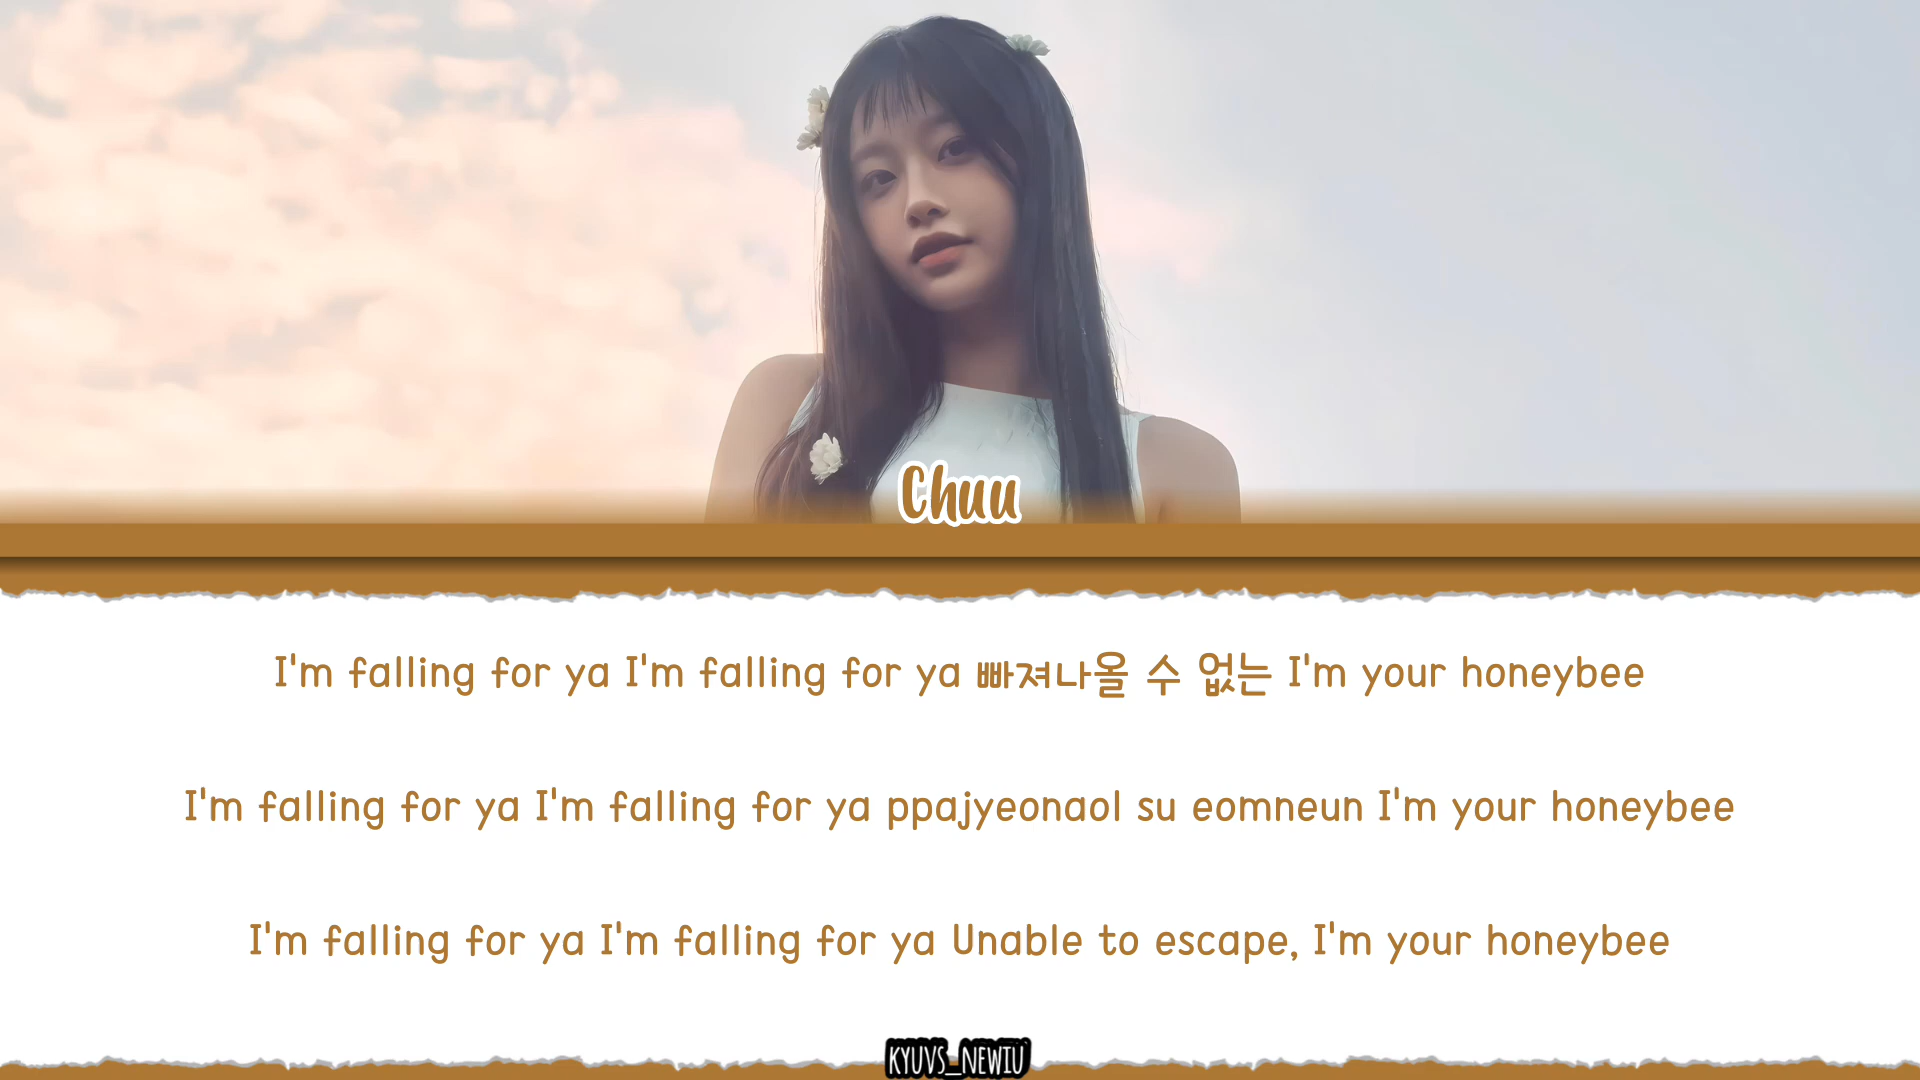 Chuu
I'm falling for ya I'm falling for ya 빠져나올 수 없는 I'm your honeybee
I'm falling for ya I'm falling for ya ppajyeonaol su eomneun I'm your honeybee
I'm falling for ya I'm falling for ya Unable to escape, I'm your honeybee
KYUVS_NEWIU